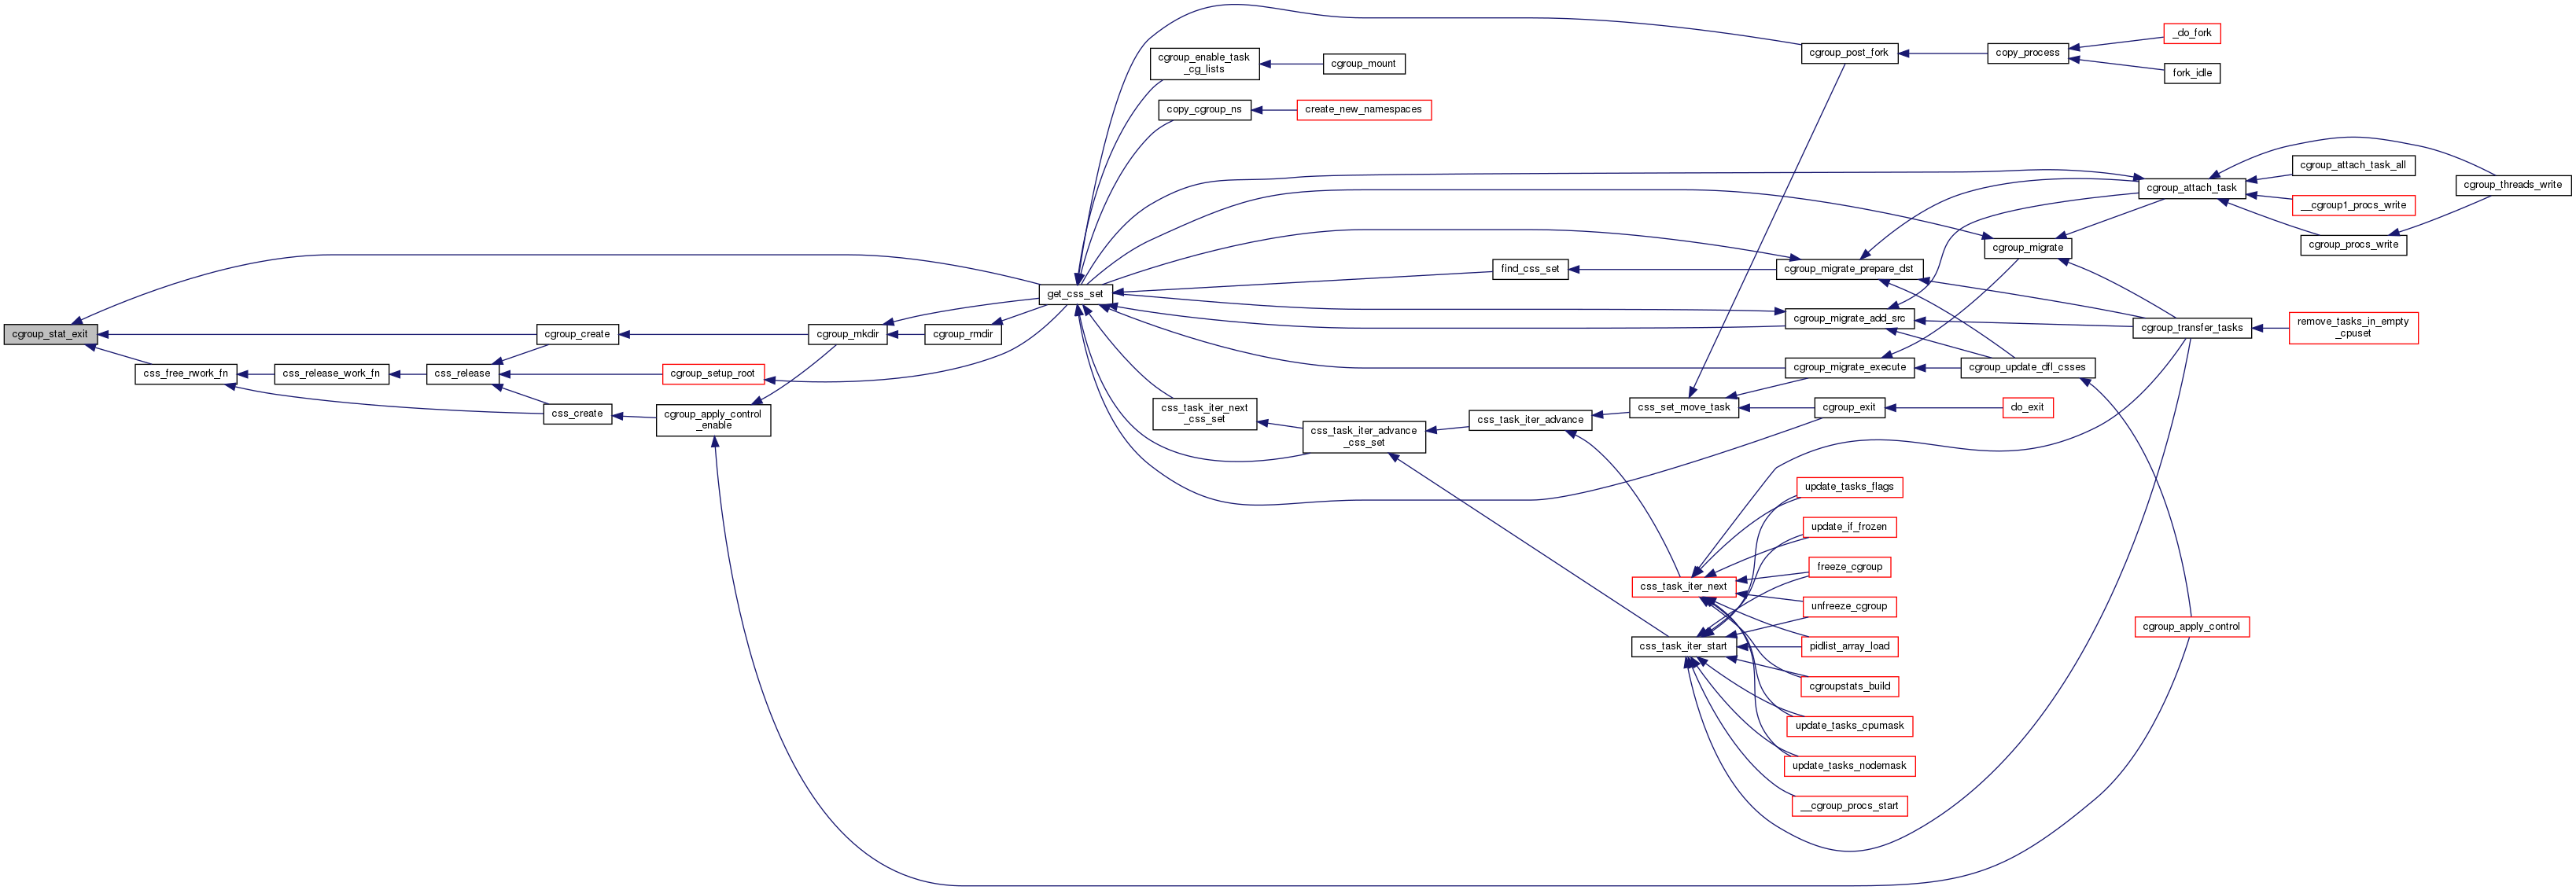 cgroup_stat_exit
css_free_rwork_fn
css_release_work_fn
css_release
cgroup_create
css_create
cgroup_setup_root
cgroup_apply_control
_enable
cgroup_mkdir
cgroup_rmdir
get_css_set
cgroup_enable_task
_cg_lists
cgroup_mount
copy_cgroup_ns
create_new_namespaces
css_task_iter_next
_css_set
css_task_iter_advance
_css_set
css_task_iter_advance
find_css_set
css_set_move_task
cgroup_post_fork
copy_process
_do_fork
fork_idle
cgroup_migrate_prepare_dst
cgroup_migrate_add_src
cgroup_migrate_execute
cgroup_exit
do_exit
cgroup_migrate
cgroup_update_dfl_csses
cgroup_attach_task
cgroup_attach_task_all
__cgroup1_procs_write
cgroup_procs_write
cgroup_threads_write
cgroup_transfer_tasks
remove_tasks_in_empty
_cpuset
css_task_iter_next
css_task_iter_start
update_tasks_flags
update_if_frozen
freeze_cgroup
unfreeze_cgroup
pidlist_array_load
cgroupstats_build
update_tasks_cpumask
update_tasks_nodemask
__cgroup_procs_start
cgroup_apply_control